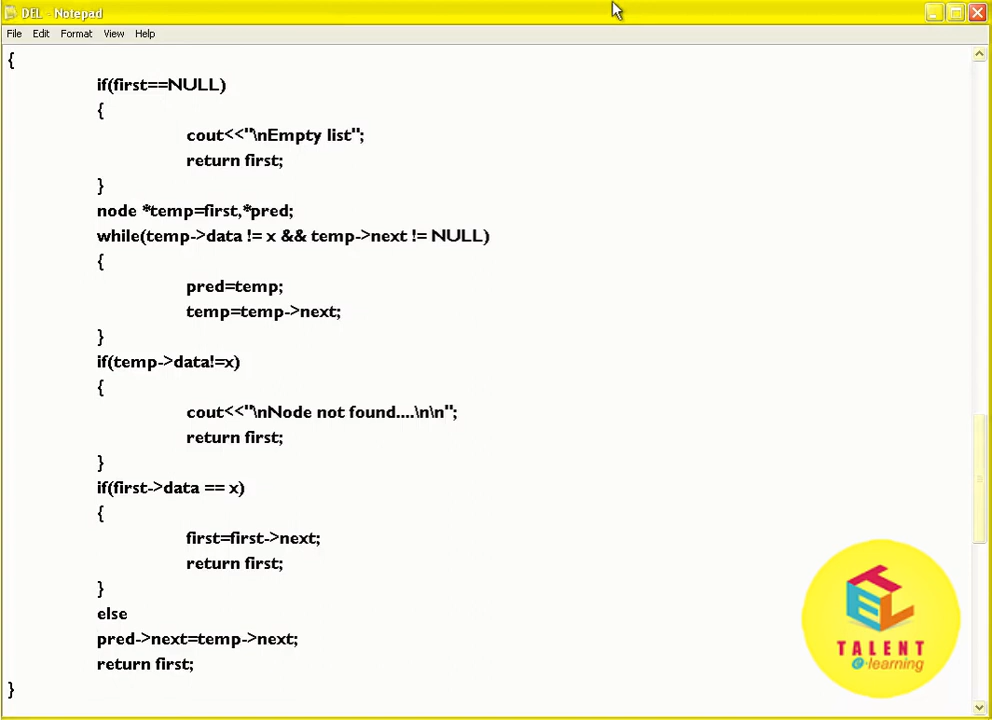 DEL - Notepad
File Edit Format View Help
{
if(first==NULL)
{
cout<<"\nEmpty list";
return first;
}
node *temp=first,*pred;
while(temp->data != x && temp->next != NULL)
{
pred=temp;
temp=temp->next;
}
if(temp->data!=x)
{
cout<<"\nNode not found....\n\n";
return first;
}
if(first->data == x)
{
first=first->next;
return first;
}
else
pred->next=temp->next;
return first;
}
TEL
TALENT
e-learning